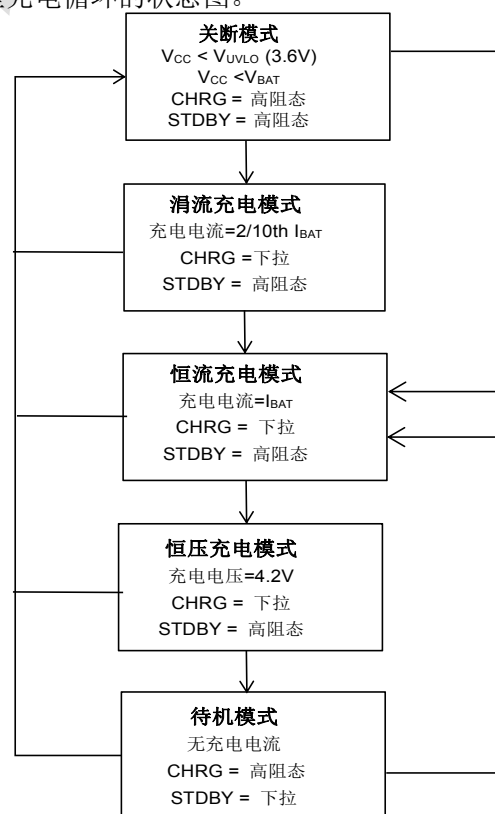 充电循环的状态图。
关断模式
VCC < VUVLO (3.6V)
VCC <VBAT
CHRG = 高阻态
STDBY = 高阻态
涓流充电模式
充电电流=2/10th IBAT
CHRG =下拉
STDBY = 高阻态
恒流充电模式
充电电流=IBAT
CHRG = 下拉
STDBY = 高阻态
恒压充电模式
充电电压=4.2V
CHRG = 下拉
STDBY = 高阻态
待机模式
无充电电流
CHRG = 高阻态
STDBY = 下拉